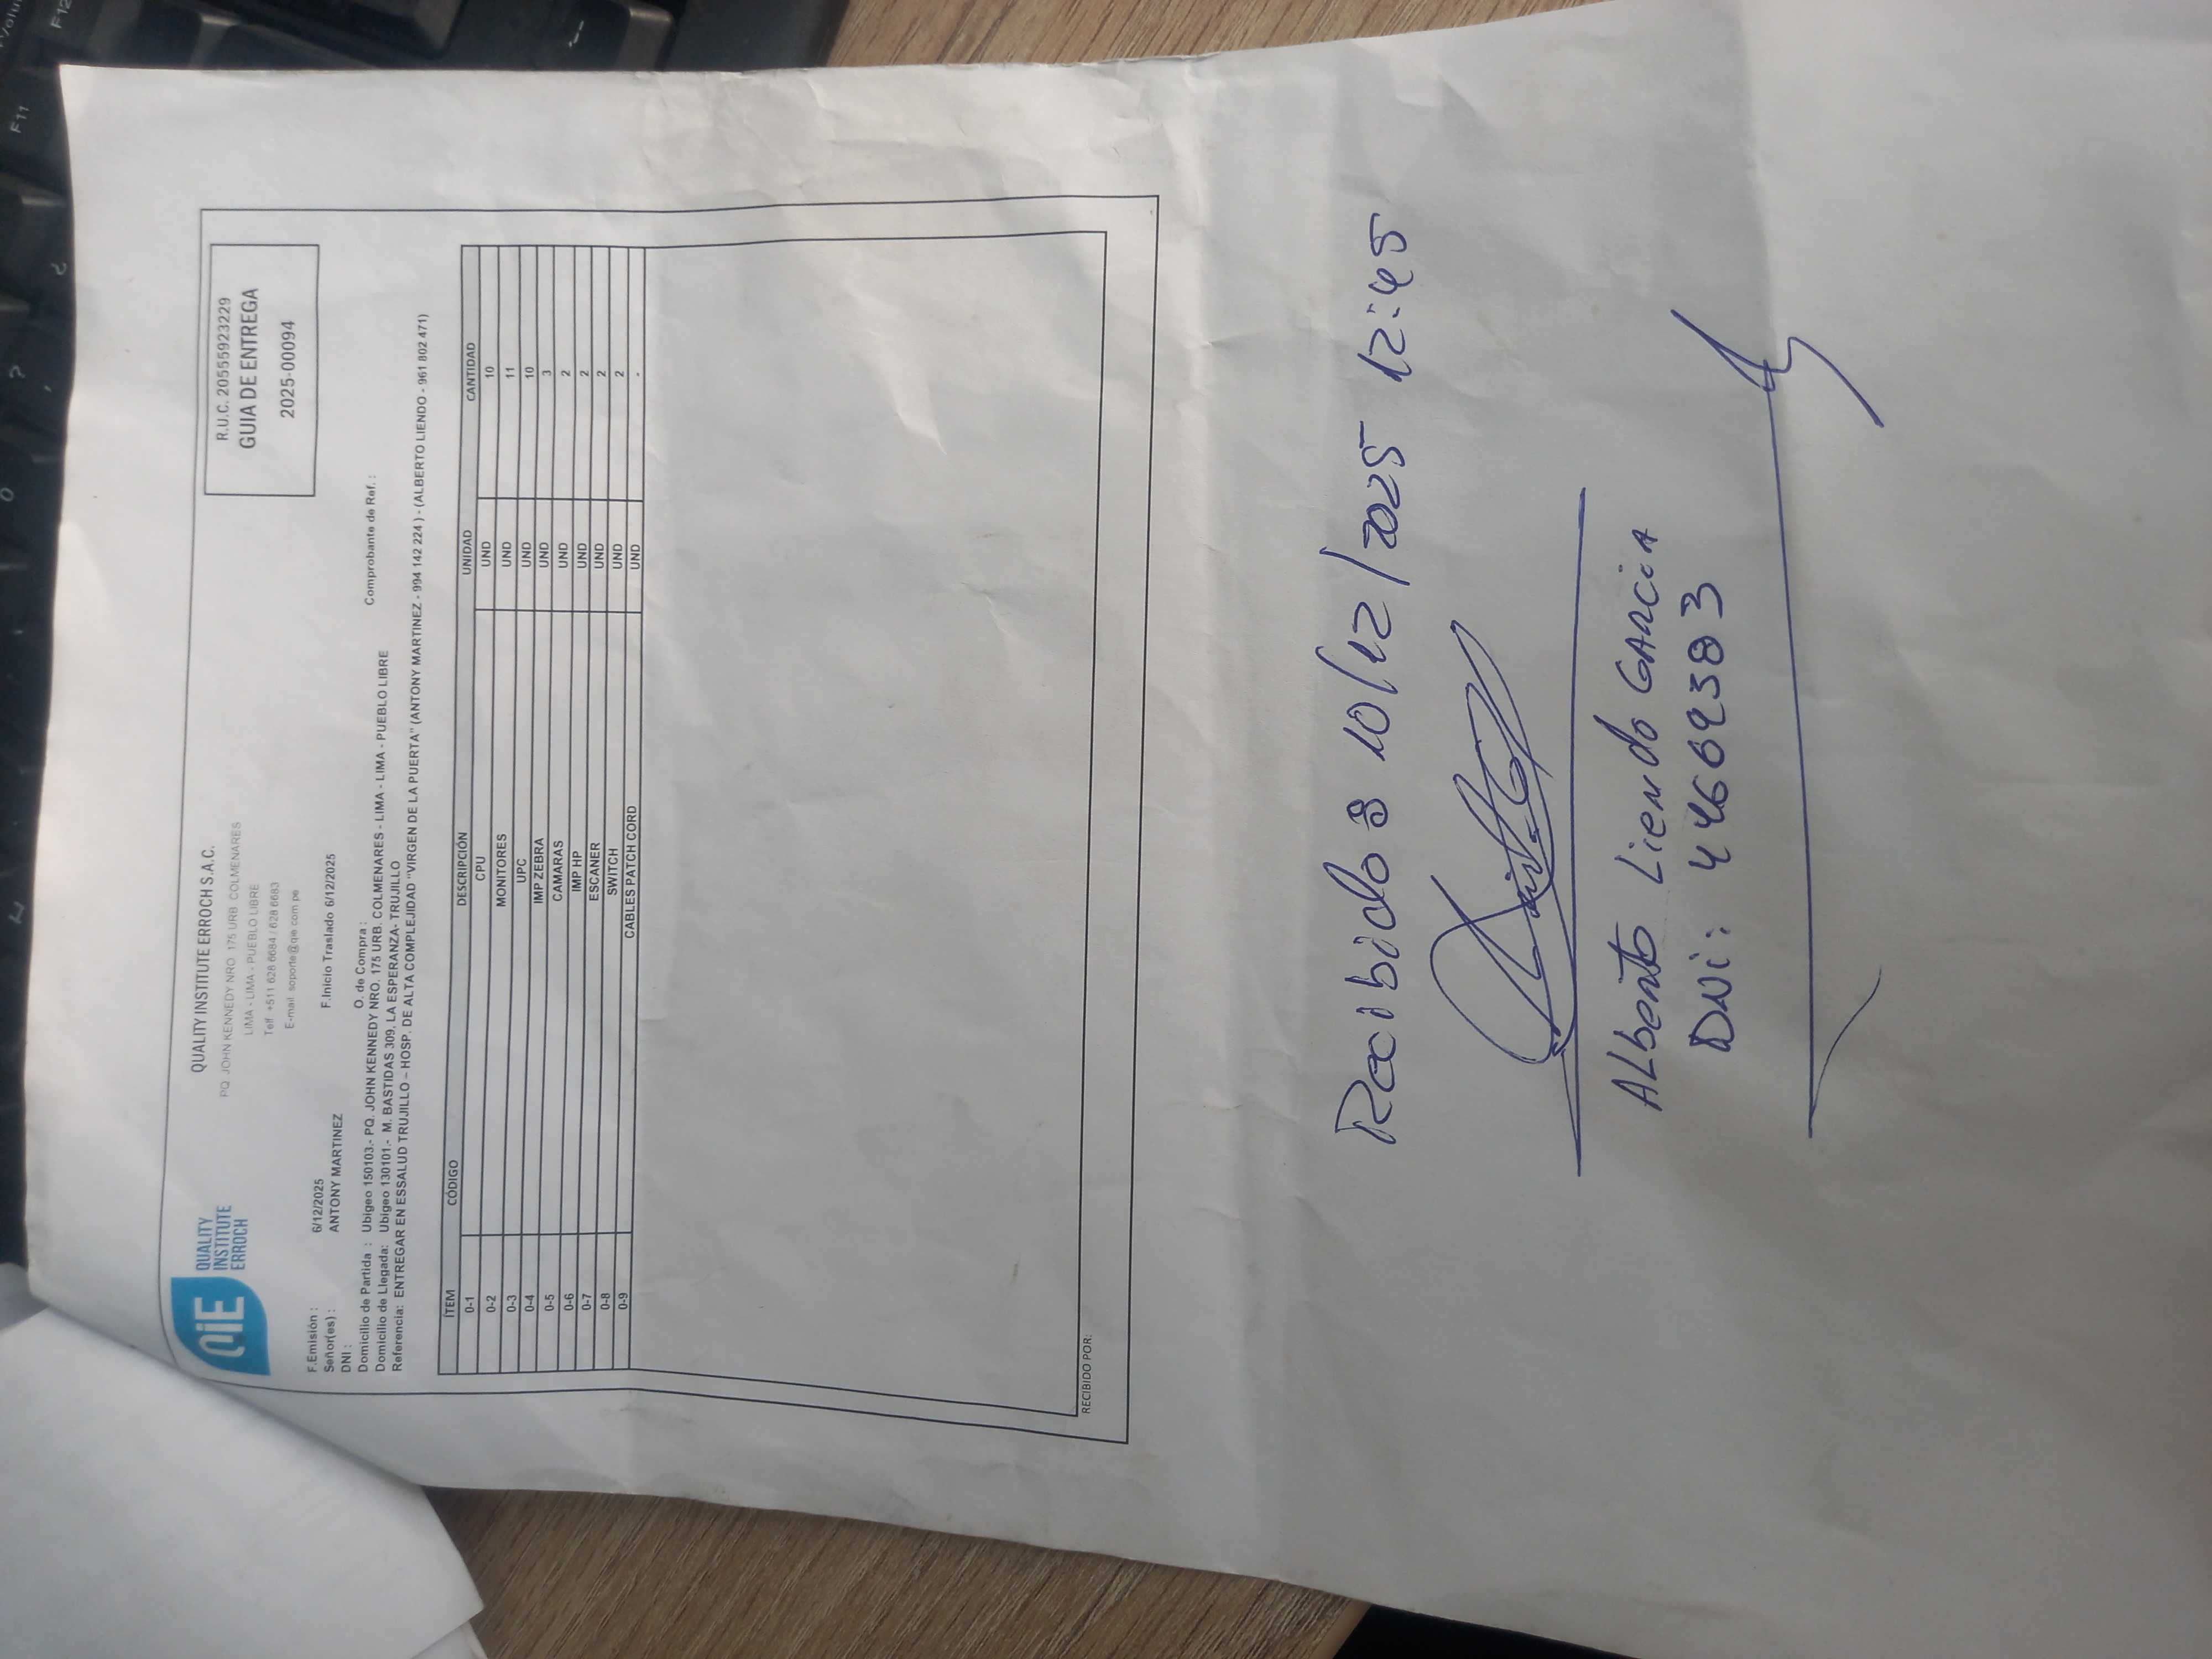 QiE QUALITY
INSTITUTE
ERROCH
QUALITY INSTITUTE ERROCH S.A.C.
PQ. JOHN KENNEDY NRO. 175 URB. COLMENARES
LIMA - LIMA - PUEBLO LIBRE
Telf. +511 628 6684 / 628 6683
E-mail: soporte@qie.com.pe
R.U.C. 20555923229
GUIA DE ENTREGA
2025-00094
F.Emisión : 6/12/2025 F.Inicio Traslado 6/12/2025
Señor(es) : ANTONY MARTINEZ
DNI :
O. de Compra : Comprobante de Ref. :
Domicilio de Partida : Ubigeo 150103.- PQ. JOHN KENNEDY NRO. 175 URB. COLMENARES - LIMA - LIMA - PUEBLO LIBRE
Domicilio de Llegada: Ubigeo 130101.- M. BASTIDAS 309, LA ESPERANZA- TRUJILLO
Referencia: ENTREGAR EN ESSALUD TRUJILLO – HOSP. DE ALTA COMPLEJIDAD "VIRGEN DE LA PUERTA" (ANTONY MARTINEZ - 994 142 224 ) - (ALBERTO LIENDO - 961 802 471)
ÍTEM CÓDIGO DESCRIPCIÓN UNIDAD CANTIDAD
0-1 CPU UND 10
0-2 MONITORES UND 11
0-3 UPC UND 10
0-4 IMP ZEBRA UND 3
0-5 CAMARAS UND 2
0-6 IMP HP UND 2
0-7 ESCANER UND 2
0-8 SWITCH UND 2
0-9 CABLES PATCH CORD UND -
RECIBIDO POR:
Recibido 8 10/12/2025 12:45
Alberto Liendo Garcia
DNi: 44669383
F11
F12